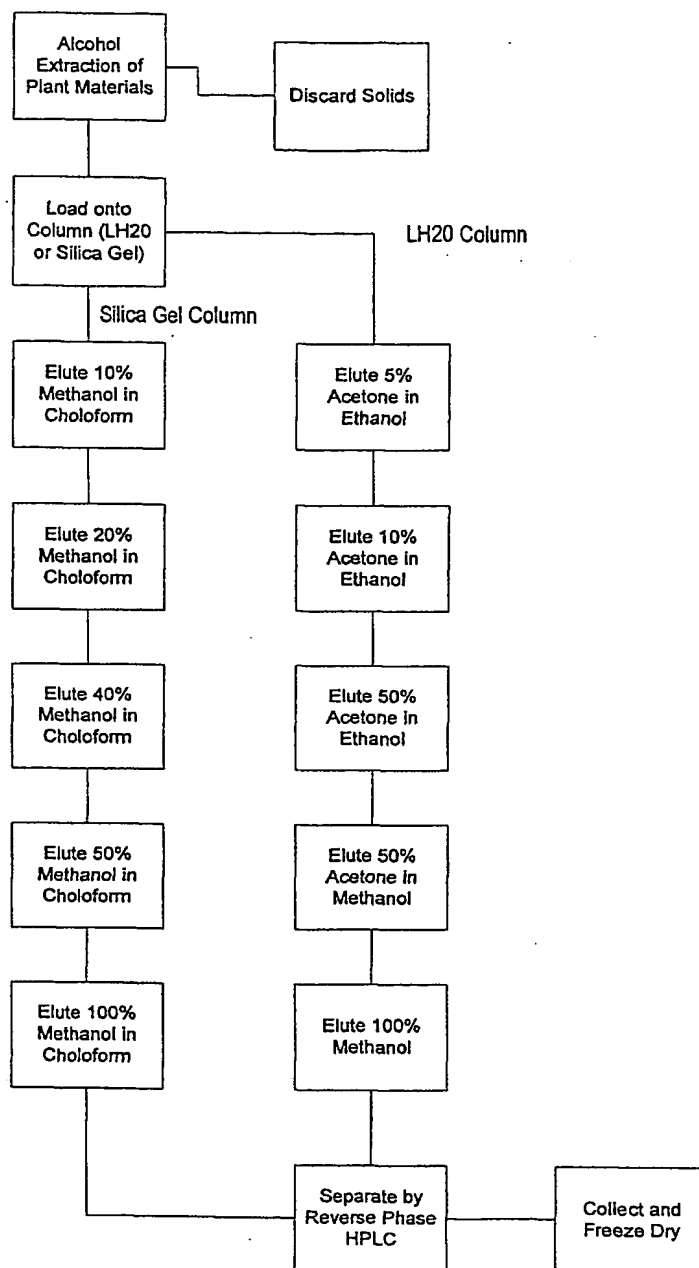 Alcohol
Extraction of
Plant Materials
Discard Solids
Load onto
Column (LH20
or Silica Gel)
LH20 Column
Silica Gel Column
Elute 10%
Methanol in
Choloform
Elute 5%
Acetone in
Ethanol
Elute 20%
Methanol in
Choloform
Elute 10%
Acetone in
Ethanol
Elute 40%
Methanol in
Choloform
Elute 50%
Acetone in
Ethanol
Elute 50%
Methanol in
Choloform
Elute 50%
Acetone in
Methanol
Elute 100%
Methanol in
Choloform
Elute 100%
Methanol
Separate by
Reverse Phase
HPLC
Collect and
Freeze Dry